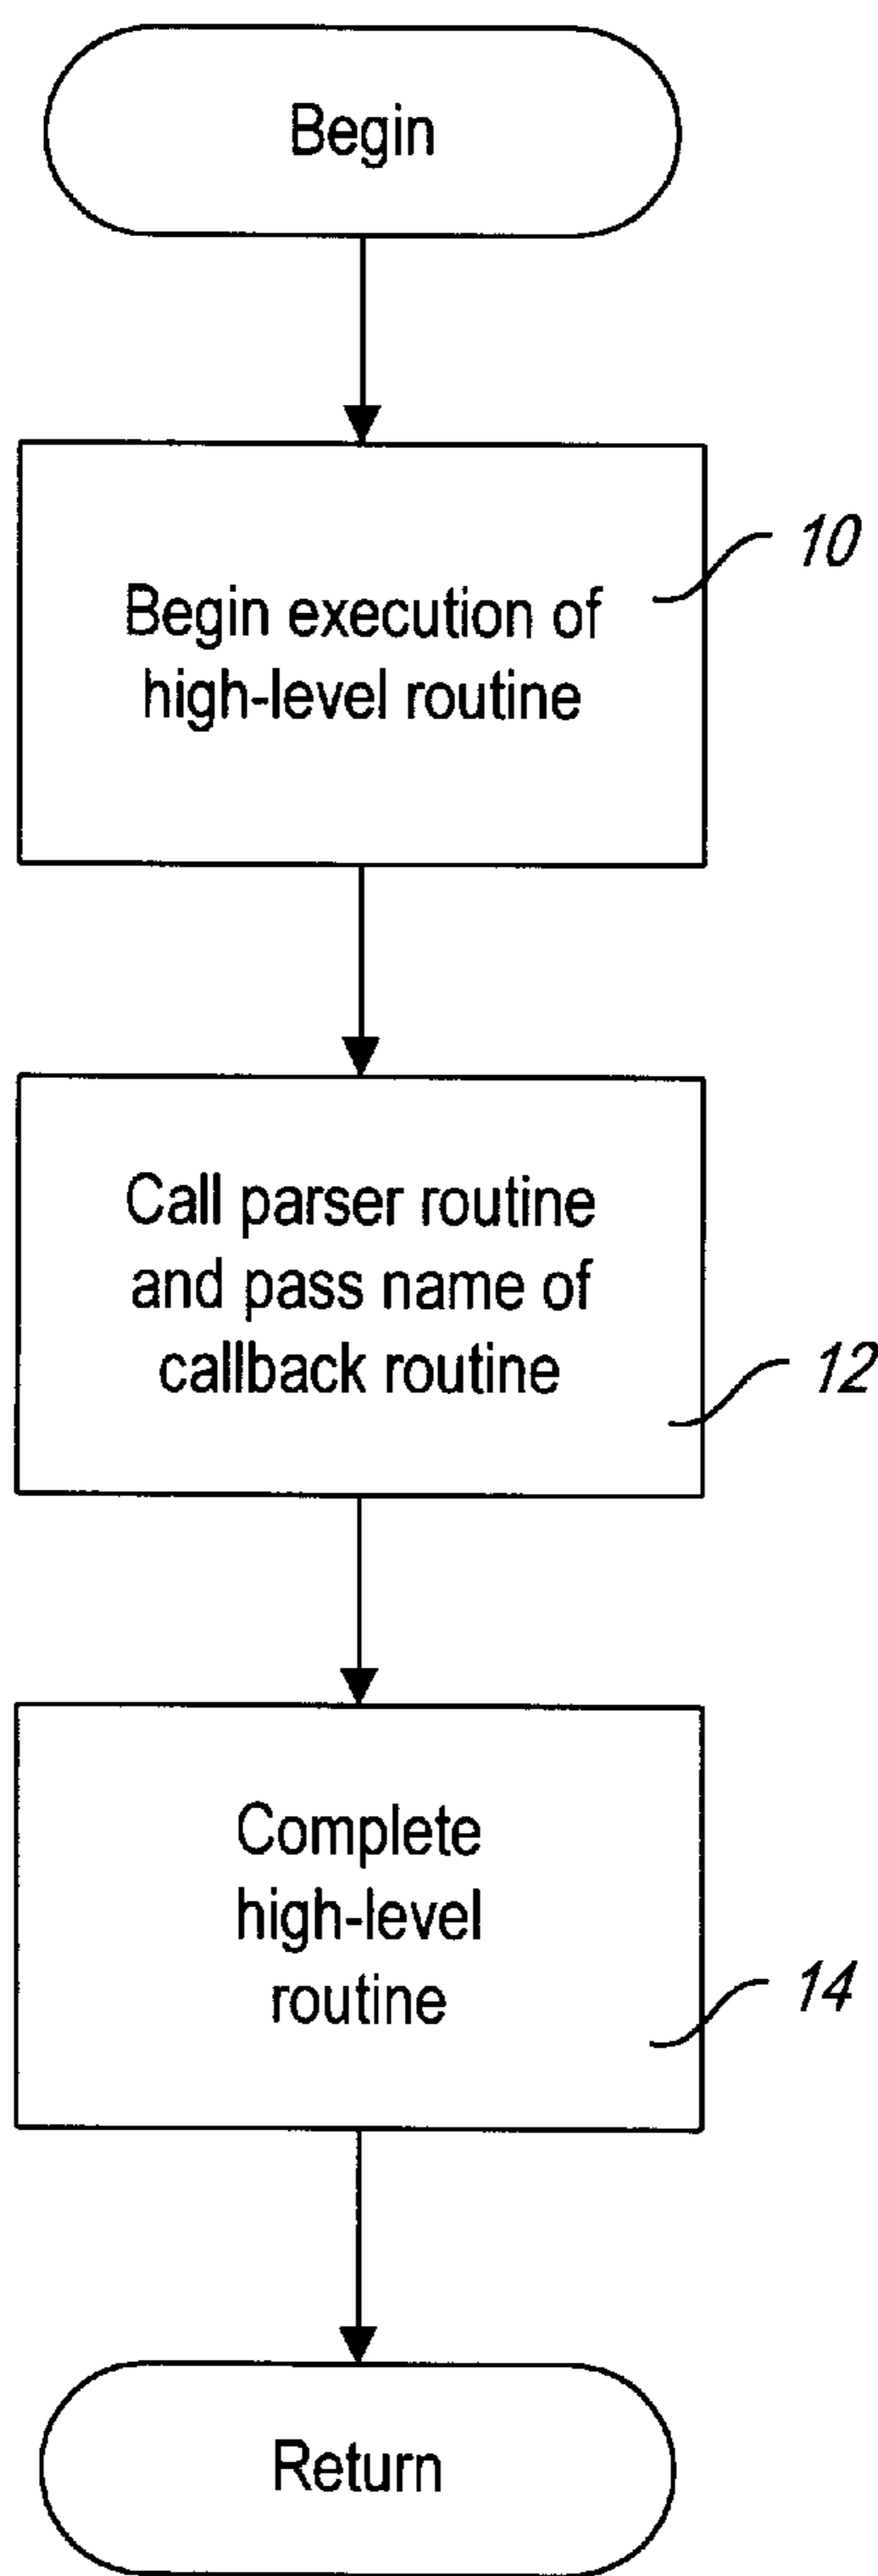 Begin
10
Begin execution of
high-level routine
Call parser routine
and pass name of
callback routine
12
Complete
high-level
routine
14
Return